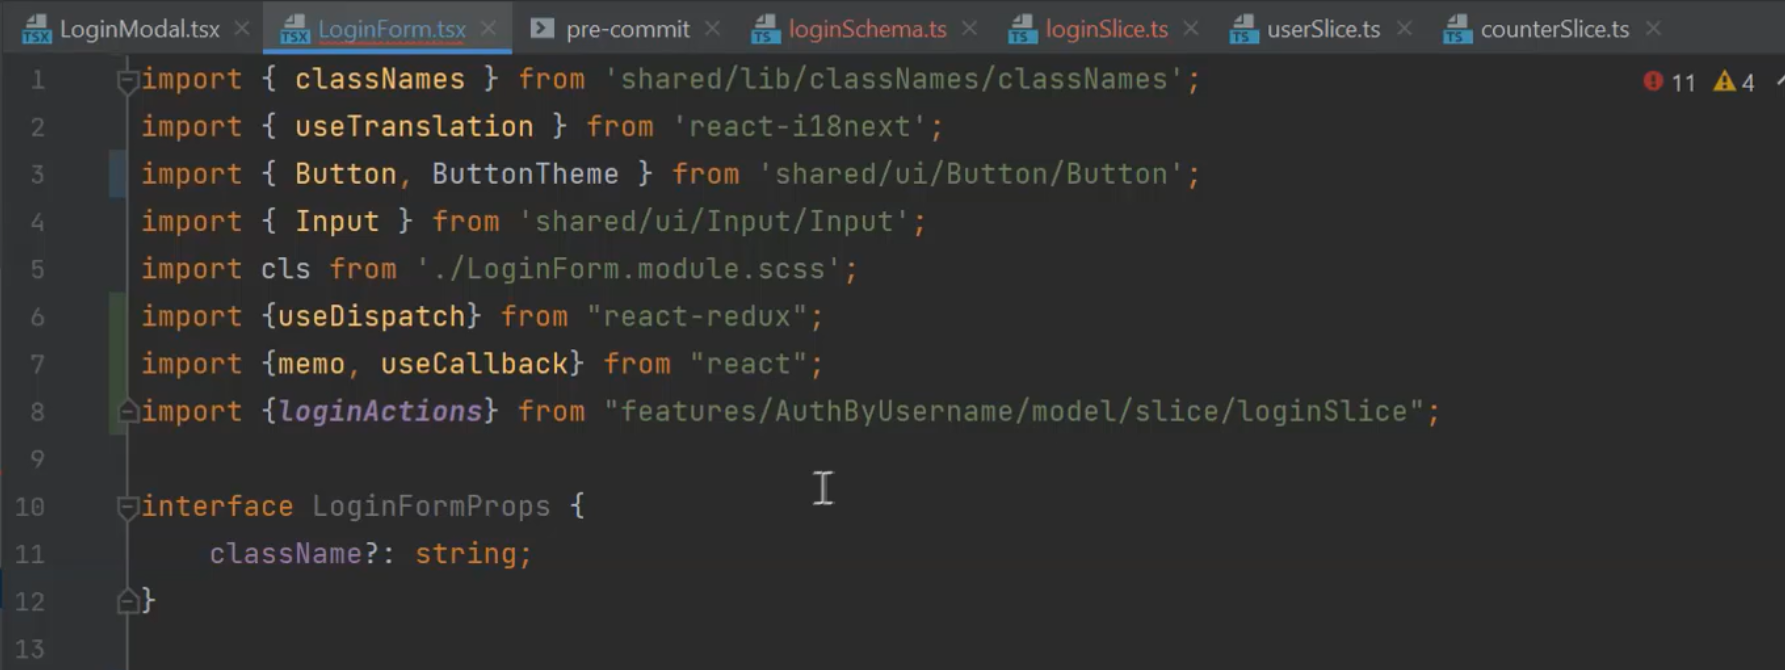 LoginModal.tsx LoginForm.tsx pre-commit loginSchema.ts loginSlice.ts userSlice.ts counterSlice.ts
1 import { classNames } from 'shared/lib/classNames/classNames'; 11 4
2 import { useTranslation } from 'react-i18next';
3 import { Button, ButtonTheme } from 'shared/ui/Button/Button';
4 import { Input } from 'shared/ui/Input/Input';
5 import cls from './LoginForm.module.scss';
6 import {useDispatch} from "react-redux";
7 import {memo, useCallback} from "react";
8 import {loginActions} from "features/AuthByUsername/model/slice/loginSlice";
9
10 interface LoginFormProps {
11 className?: string;
12 }
13